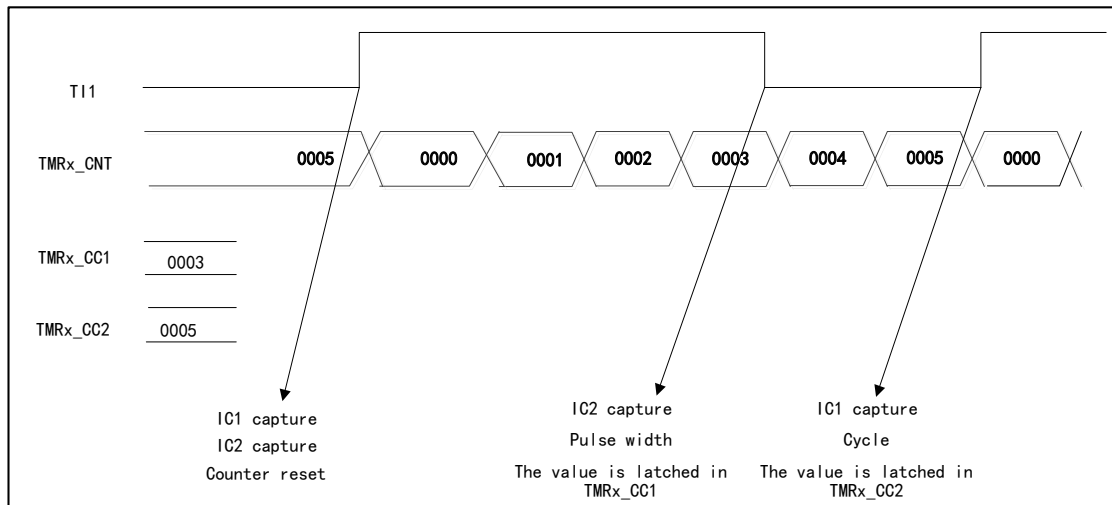 TI1
TMRx_CNT
0005 0000 0001 0002 0003 0004 0005 0000
TMRx_CC1
0003
TMRx_CC2
0005
IC1 capture
IC2 capture
Counter reset
IC2 capture
Pulse width
The value is latched in
TMRx_CC1
IC1 capture
Cycle
The value is latched in
TMRx_CC2